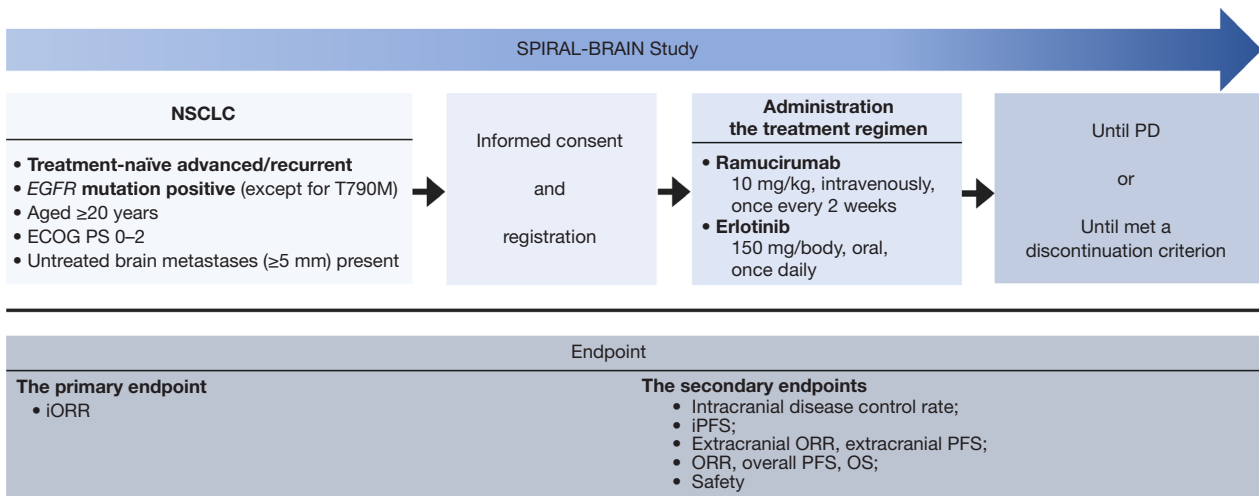 SPIRAL-BRAIN Study
NSCLC
• Treatment-naïve advanced/recurrent
• EGFR mutation positive (except for T790M)
• Aged ≥20 years
• ECOG PS 0–2
• Untreated brain metastases (≥5 mm) present
Informed consent
and
registration
Administration
the treatment regimen
• Ramucirumab
10 mg/kg, intravenously,
once every 2 weeks
• Erlotinib
150 mg/body, oral,
once daily
Until PD
or
Until met a
discontinuation criterion
Endpoint
The primary endpoint
• iORR
The secondary endpoints
• Intracranial disease control rate;
• iPFS;
• Extracranial ORR, extracranial PFS;
• ORR, overall PFS, OS;
• Safety